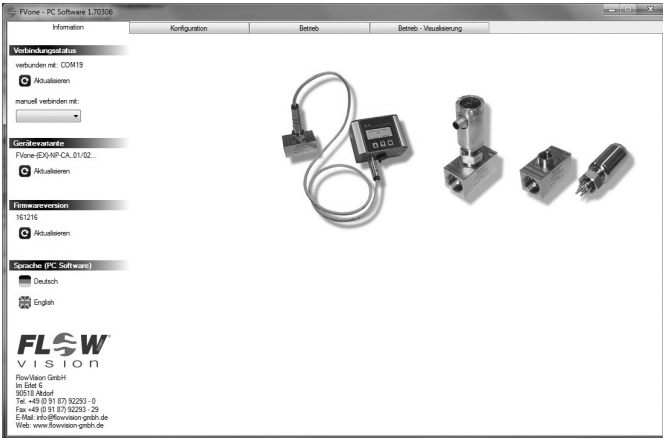 FVone - PC Software 1.70306
Information
Konfiguration
Betrieb
Betrieb - Visualisierung
Verbindungsstatus
verbunden mit: COM19
Aktualisieren
manuell verbinden mit:
Gerätevariante
FVone-(EX)-NP-CA..01/02...
Aktualisieren
Firmwareversion
161216
Aktualisieren
Sprache (PC Software)
Deutsch
English
FLOW
VISION
FlowVision GmbH
Im Erlet 6
90518 Altdorf
Tel. +49 (0 91 87) 92293 - 0
Fax +49 (0 91 87) 92293 - 29
E-Mail: info@flowvision-gmbh.de
Web: www.flowvision-gmbh.de